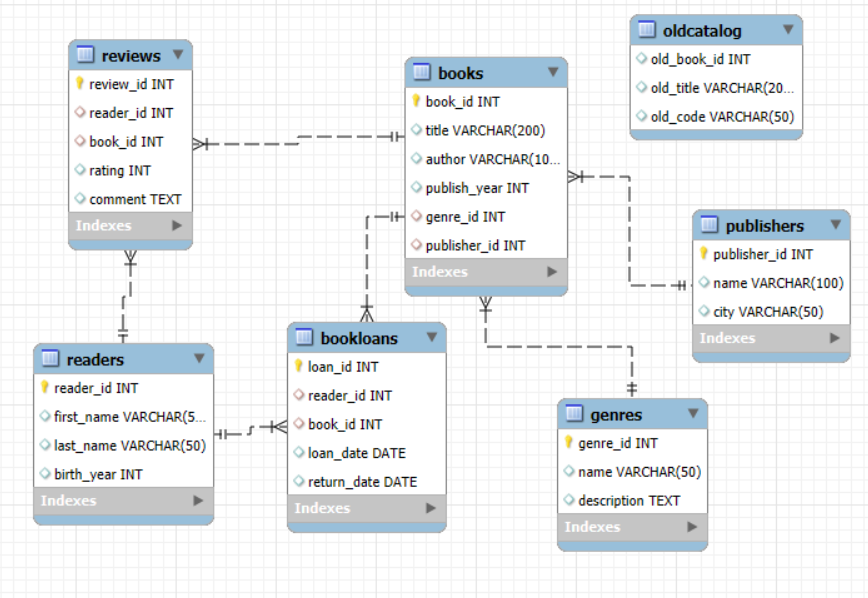 reviews
review_id INT
reader_id INT
book_id INT
rating INT
comment TEXT
Indexes
books
book_id INT
title VARCHAR(200)
author VARCHAR(10...
publish_year INT
genre_id INT
publisher_id INT
Indexes
oldcatalog
old_book_id INT
old_title VARCHAR(20...
old_code VARCHAR(50)
publishers
publisher_id INT
name VARCHAR(100)
city VARCHAR(50)
Indexes
readers
reader_id INT
first_name VARCHAR(5...
last_name VARCHAR(50)
birth_year INT
Indexes
bookloans
loan_id INT
reader_id INT
book_id INT
loan_date DATE
return_date DATE
Indexes
genres
genre_id INT
name VARCHAR(50)
description TEXT
Indexes